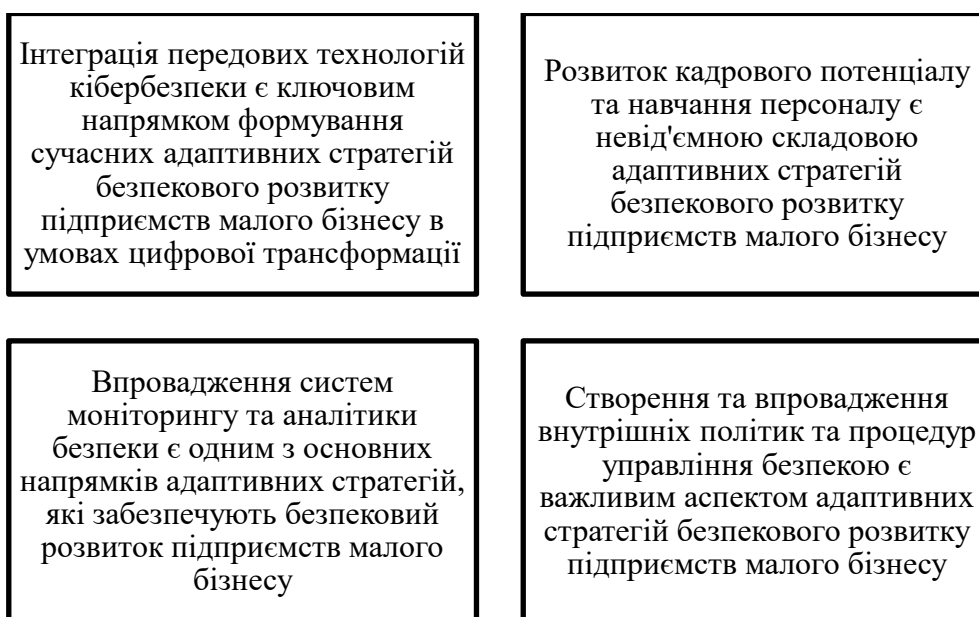 Інтеграція передових технологій
кібербезпеки є ключовим
напрямком формування
сучасних адаптивних стратегій
безпекового розвитку
підприємств малого бізнесу в
умовах цифрової трансформації
Розвиток кадрового потенціалу
та навчання персоналу є
невід'ємною складовою
адаптивних стратегій
безпекового розвитку
підприємств малого бізнесу
Впровадження систем
моніторингу та аналітики
безпеки є одним з основних
напрямків адаптивних стратегій,
які забезпечують безпековий
розвиток підприємств малого
бізнесу
Створення та впровадження
внутрішніх політик та процедур
управління безпекою є
важливим аспектом адаптивних
стратегій безпекового розвитку
підприємств малого бізнесу